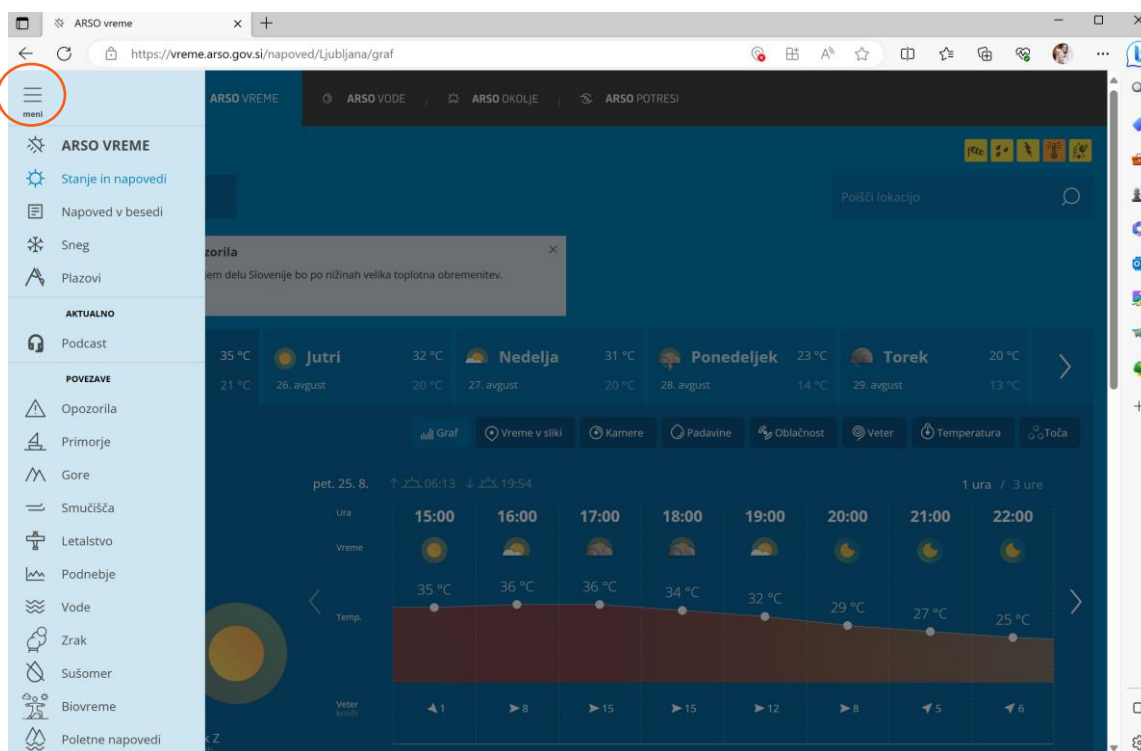 ARSO vreme
https://vreme.arso.gov.si/napoved/Ljubljana/graf
meni
ARSO VREME
ARSO VODE
ARSO OKOLJE
ARSO POTRESI
ARSO VREME
Stanje in napovedi
Napoved v besedi
Sneg
Plazovi
AKTUALNO
Podcast
POVEZAVE
Opozorila
Primorje
Gore
Smučišča
Letalstvo
Podnebje
Vode
Zrak
Sušomer
Biovreme
Poletne napovedi
Poišči lokacijo
zorila
em delu Slovenije bo po nižinah velika toplotna obremenitev.
35 °C
21 °C
Jutri 32 °C
26. avgust 20 °C
Nedelja 31 °C
27. avgust 20 °C
Ponedeljek 23 °C
28. avgust 14 °C
Torek 20 °C
29. avgust 13 °C
Graf Vreme v sliki Kamere Padavine Oblačnost Veter Temperatura Toča
pet. 25. 8. ↑ 06:13 ↓ 19:54 1 ura / 3 ure
Ura 15:00 16:00 17:00 18:00 19:00 20:00 21:00 22:00
Vreme
35 °C 36 °C 36 °C 34 °C 32 °C 29 °C 27 °C 25 °C
Temp.
Veter 1 8 15 15 12 8 5 6
km/h
Z